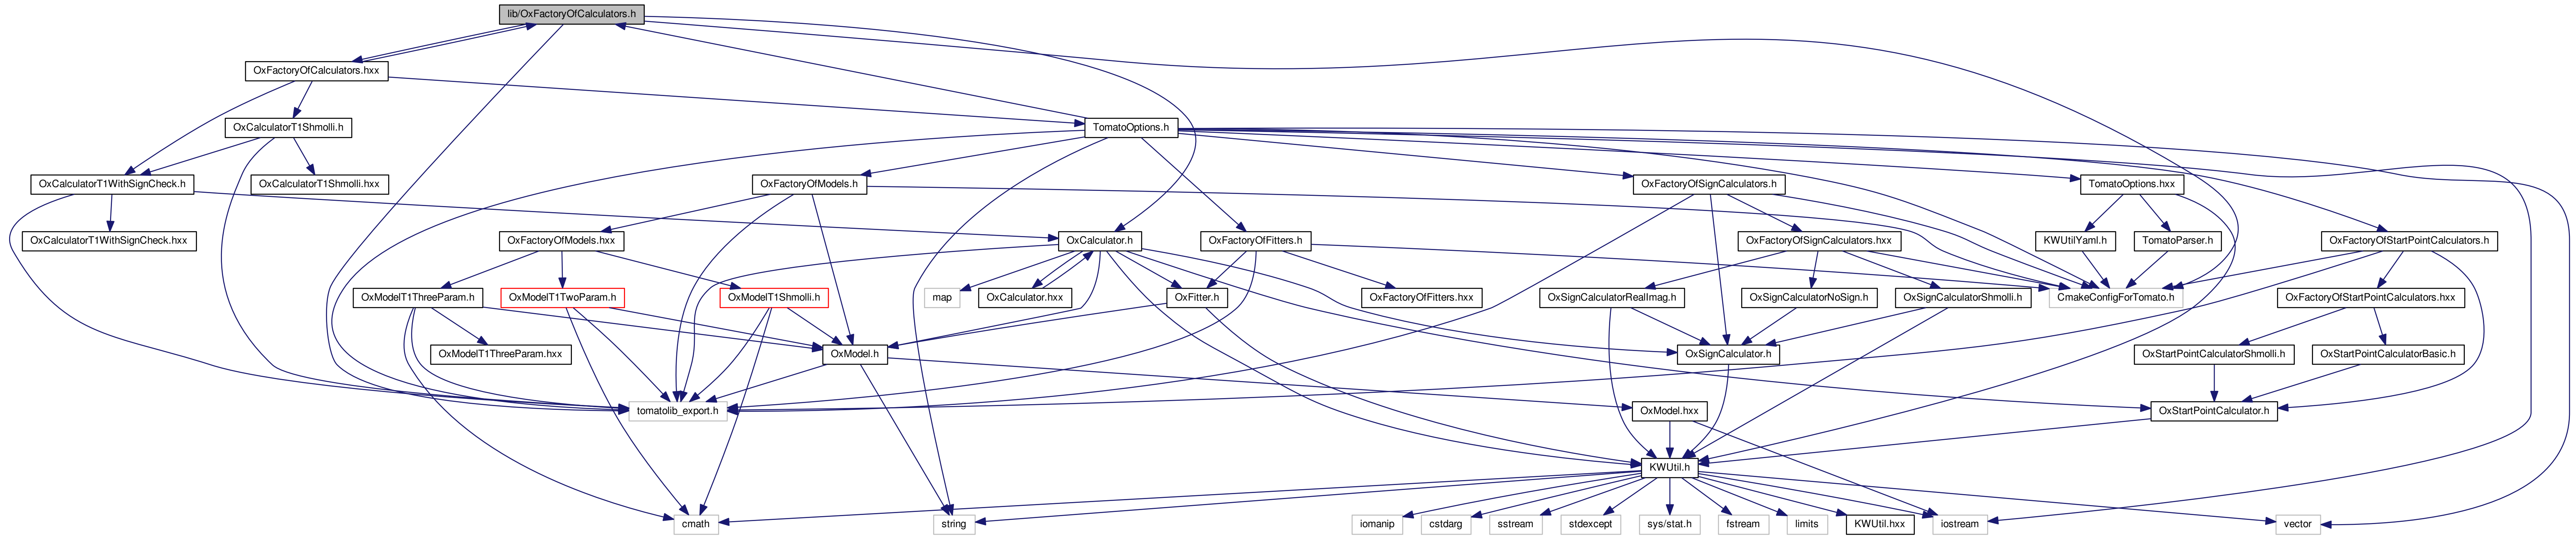 lib/OxFactoryOfCalculators.h
OxFactoryOfCalculators.hxx
OxCalculatorT1Shmolli.h
TomatoOptions.h
OxCalculatorT1WithSignCheck.h
OxCalculatorT1Shmolli.hxx
OxFactoryOfModels.h
OxFactoryOfSignCalculators.h
TomatoOptions.hxx
OxCalculatorT1WithSignCheck.hxx
OxFactoryOfModels.hxx
OxCalculator.h
OxFactoryOfFitters.h
OxFactoryOfSignCalculators.hxx
KWUtilYaml.h
TomatoParser.h
OxFactoryOfStartPointCalculators.h
OxModelT1ThreeParam.h
OxModelT1TwoParam.h
OxModelT1Shmolli.h
map
OxCalculator.hxx
OxFitter.h
OxFactoryOfFitters.hxx
OxSignCalculatorRealImag.h
OxSignCalculatorNoSign.h
OxSignCalculatorShmolli.h
CmakeConfigForTomato.h
OxFactoryOfStartPointCalculators.hxx
OxModelT1ThreeParam.hxx
OxModel.h
OxSignCalculator.h
OxStartPointCalculatorShmolli.h
OxStartPointCalculatorBasic.h
tomatolib_export.h
OxModel.hxx
OxStartPointCalculator.h
KWUtil.h
cmath
string
iomanip
cstdarg
sstream
stdexcept
sys/stat.h
fstream
limits
KWUtil.hxx
iostream
vector